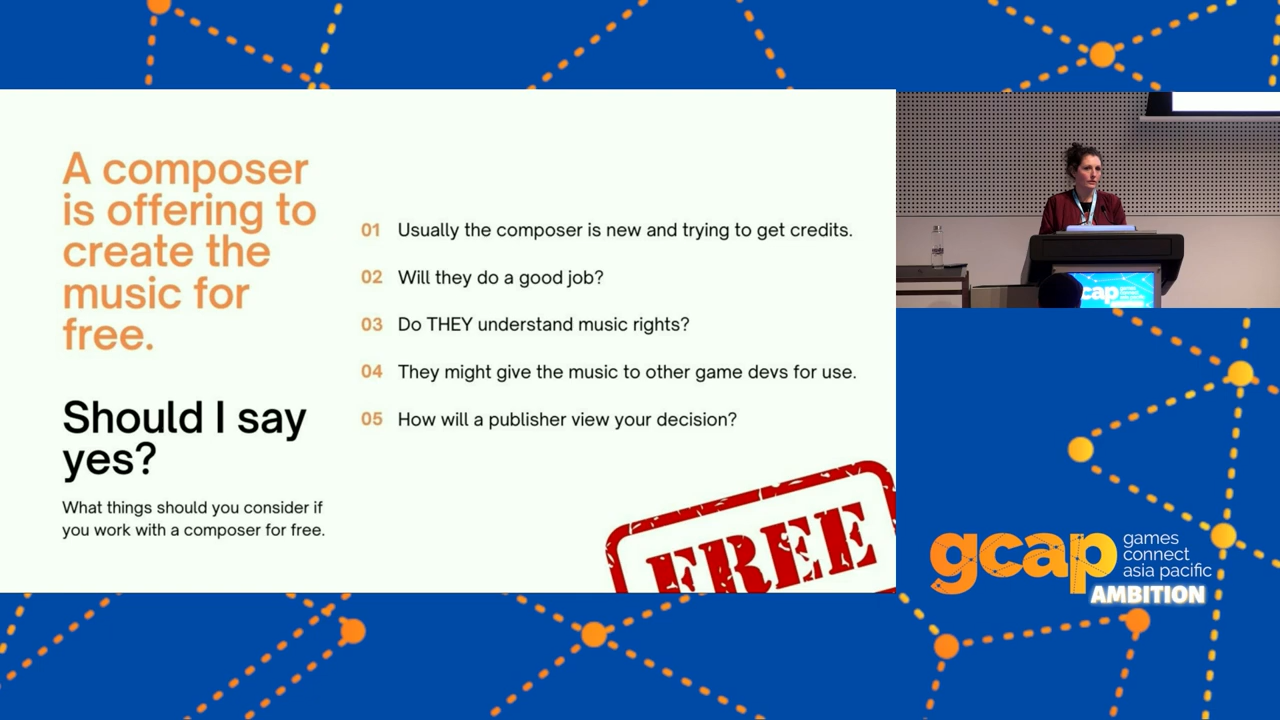 A composer
is offering to
create the
music for
free.
Should I say
yes?
What things should you consider if
you work with a composer for free.
01 Usually the composer is new and trying to get credits.
02 Will they do a good job?
03 Do THEY understand music rights?
04 They might give the music to other game devs for use.
05 How will a publisher view your decision?
FREE
gcap
games
connect
asia pacific
AMBITION